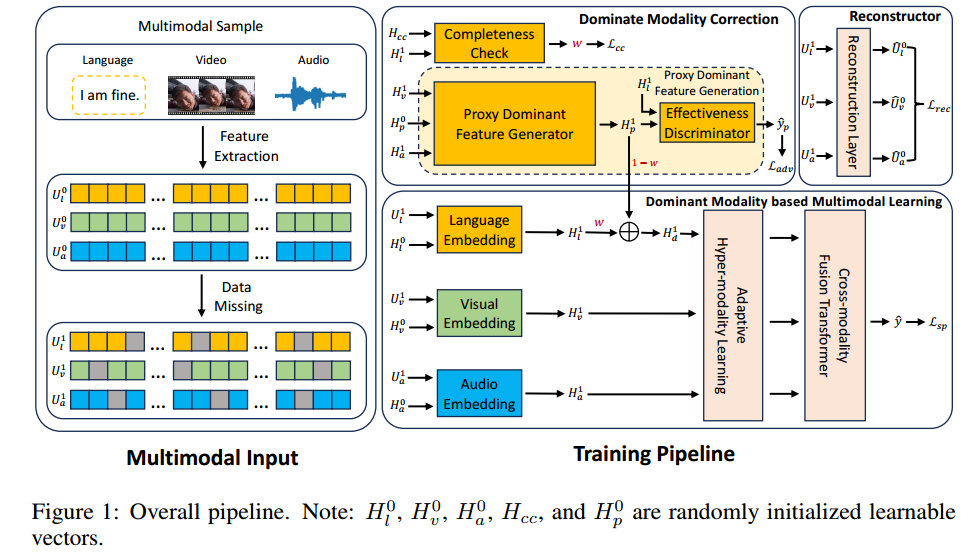 Multimodal Sample
Language
Video
Audio
I am fine.
Feature
Extraction
U_l^0
...
...
U_v^0
...
...
U_a^0
...
...
Data
Missing
U_l^1
...
...
U_v^1
...
...
U_a^1
...
...
Multimodal Input
Dominate Modality Correction
H_cc
H_l^1
Completeness
Check
w
ℒ_cc
H_v^1
H_p^0
H_a^1
Proxy Dominant
Feature Generator
H_p^1
H_l^1
Proxy Dominant
Feature Generation
Effectiveness
Discriminator
ŷ_p
ℒ_adv
1 − w
Reconstructor
U_l^1
U_v^1
U_a^1
Reconstruction Layer
Û_l^0
Û_v^0
Û_a^0
ℒ_rec
Dominant Modality based Multimodal Learning
U_l^1
H_l^0
Language
Embedding
H_l^1
w
⊕
H_d^1
U_v^1
H_v^0
Visual
Embedding
H_v^1
U_a^1
H_a^0
Audio
Embedding
H_a^1
Adaptive
Hyper-modality Learning
Cross-modality
Fusion Transformer
ŷ
ℒ_sp
Training Pipeline
Figure 1: Overall pipeline. Note: H_l^0, H_v^0, H_a^0, H_cc, and H_p^0 are randomly initialized learnable
vectors.